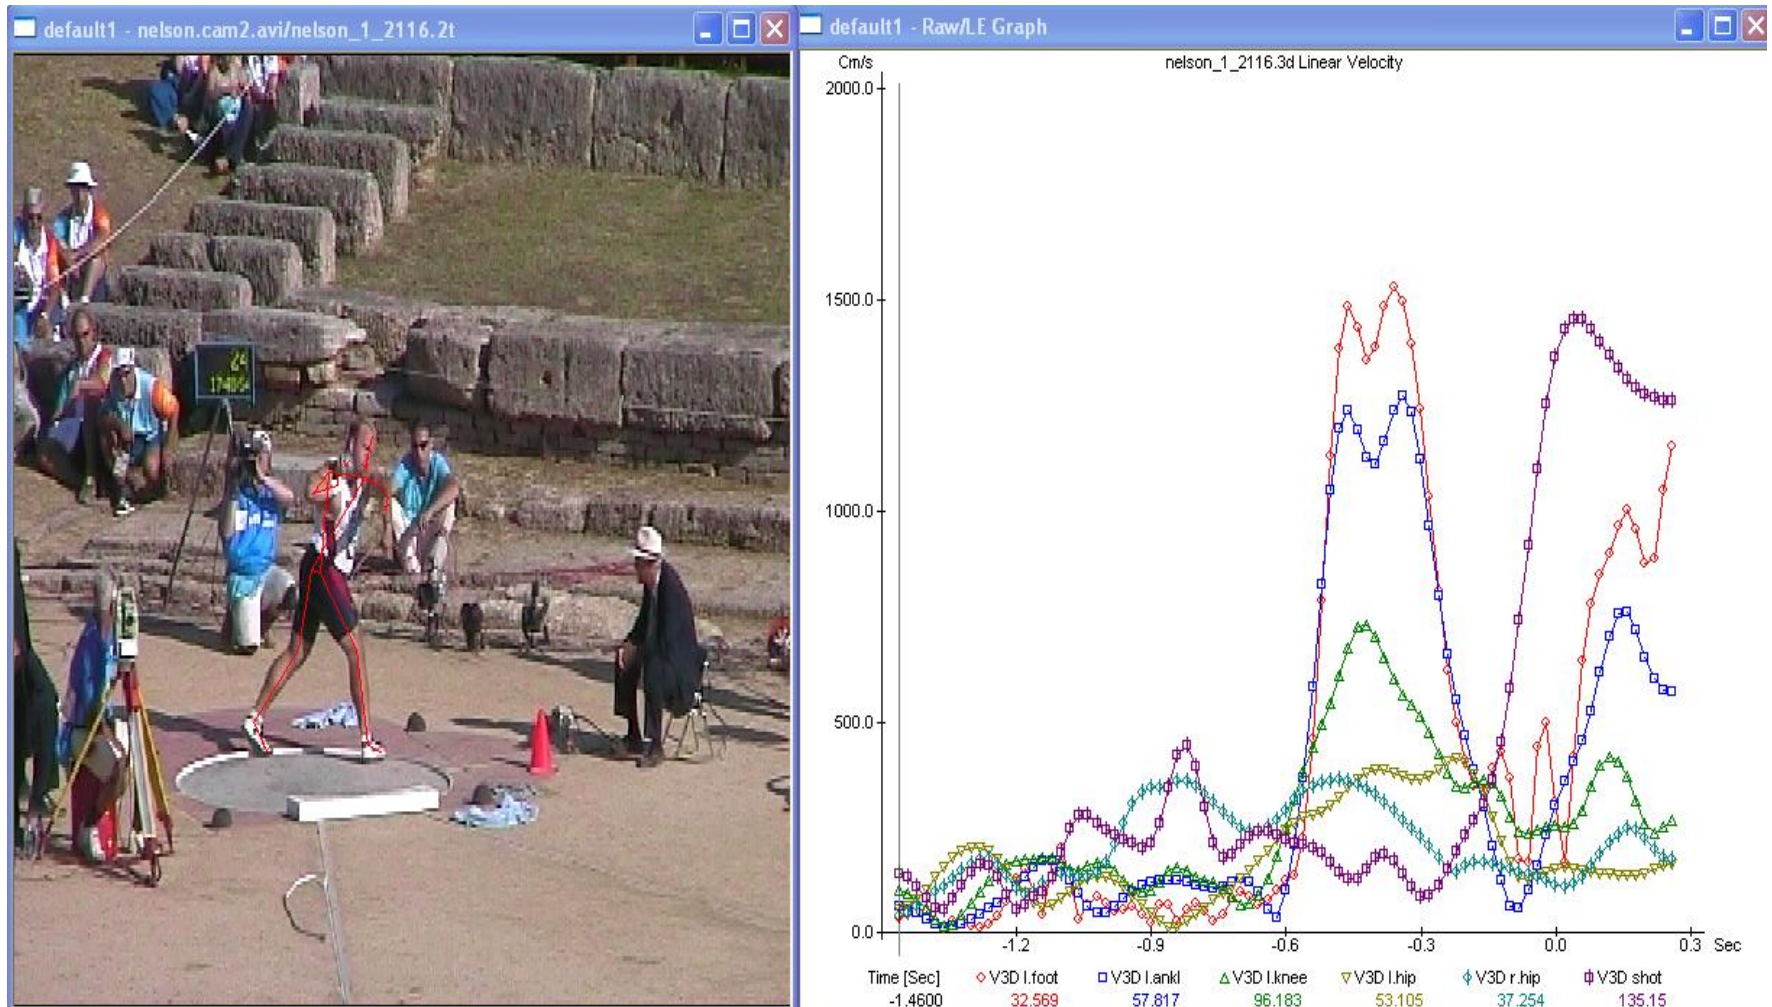 default1 - nelson.cam2.avi/nelson_1_2116.2t
24
default1 - Raw/LE Graph
Cm/s
nelson_1_2116.3d Linear Velocity
2000.0
1500.0
1000.0
500.0
0.0
-1.2 -0.9 -0.6 -0.3 0.0 0.3 Sec
Time [Sec] V3D l.foot V3D l.ankl V3D l.knee V3D l.hip V3D r.hip V3D shot
-1.4600 32.569 57.817 96.183 53.105 37.254 135.15